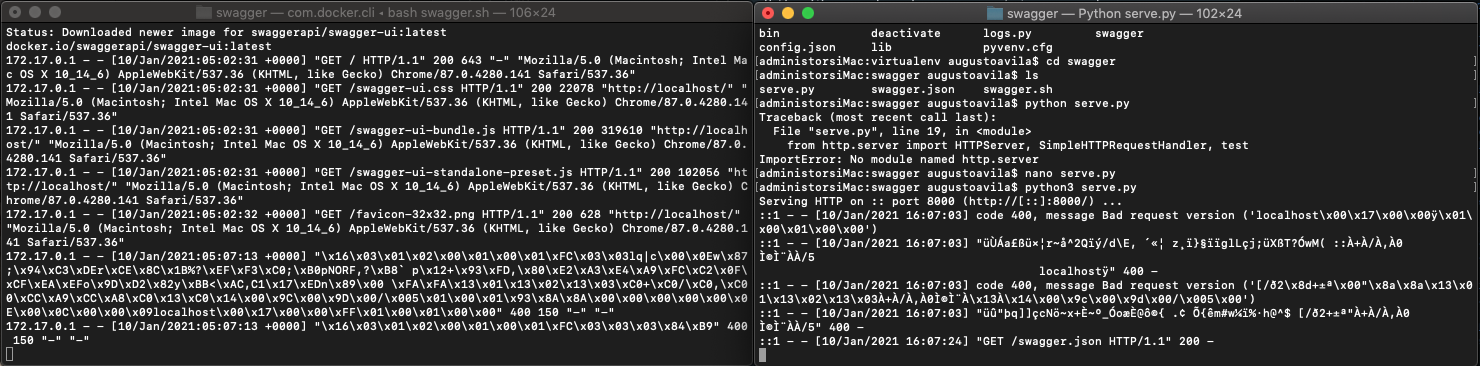 swagger — com.docker.cli ◂ bash swagger.sh — 106×24
Status: Downloaded newer image for swaggerapi/swagger-ui:latest
docker.io/swaggerapi/swagger-ui:latest
172.17.0.1 - - [10/Jan/2021:05:02:31 +0000] "GET / HTTP/1.1" 200 643 "-" "Mozilla/5.0 (Macintosh; Intel Ma
c OS X 10_14_6) AppleWebKit/537.36 (KHTML, like Gecko) Chrome/87.0.4280.141 Safari/537.36"
172.17.0.1 - - [10/Jan/2021:05:02:31 +0000] "GET /swagger-ui.css HTTP/1.1" 200 22078 "http://localhost/" "
Mozilla/5.0 (Macintosh; Intel Mac OS X 10_14_6) AppleWebKit/537.36 (KHTML, like Gecko) Chrome/87.0.4280.14
1 Safari/537.36"
172.17.0.1 - - [10/Jan/2021:05:02:31 +0000] "GET /swagger-ui-bundle.js HTTP/1.1" 200 319610 "http://localh
ost/" "Mozilla/5.0 (Macintosh; Intel Mac OS X 10_14_6) AppleWebKit/537.36 (KHTML, like Gecko) Chrome/87.0.
4280.141 Safari/537.36"
172.17.0.1 - - [10/Jan/2021:05:02:31 +0000] "GET /swagger-ui-standalone-preset.js HTTP/1.1" 200 102056 "ht
tp://localhost/" "Mozilla/5.0 (Macintosh; Intel Mac OS X 10_14_6) AppleWebKit/537.36 (KHTML, like Gecko) C
hrome/87.0.4280.141 Safari/537.36"
172.17.0.1 - - [10/Jan/2021:05:02:32 +0000] "GET /favicon-32x32.png HTTP/1.1" 200 628 "http://localhost/"
"Mozilla/5.0 (Macintosh; Intel Mac OS X 10_14_6) AppleWebKit/537.36 (KHTML, like Gecko) Chrome/87.0.4280.1
41 Safari/537.36"
172.17.0.1 - - [10/Jan/2021:05:07:13 +0000] "\x16\x03\x01\x02\x00\x01\x00\x01\xFC\x03\x03lq|c\x00\x0Ew\x87
;\x94\xC3\xDEr\xCE\x8C\x1B%?\xEF\xF3\xC0;\xB0pNORF,?\xB8` p\x12+\x93\xFD,\x80\xE2\xA3\xE4\xA9\xFC\xC2\x0F\
xCF\xEA\xEFo\x9D\xD2\x82y\xBB<\xAC,C1\x17\xEDn\x89\x00 \xFA\xFA\x13\x01\x13\x02\x13\x03\xC0+\xC0/\xC0,\xC0
0\xCC\xA9\xCC\xA8\xC0\x13\xC0\x14\x00\x9C\x00\x9D\x00/\x005\x01\x00\x01\x93\x8A\x8A\x00\x00\x00\x00\x00\x0
E\x00\x0C\x00\x00\x09localhost\x00\x17\x00\x00\xFF\x01\x00\x01\x00\x00" 400 150 "-" "-"
172.17.0.1 - - [10/Jan/2021:05:07:13 +0000] "\x16\x03\x01\x02\x00\x01\x00\x01\xFC\x03\x03\x03\x84\xB9" 400
150 "-" "-"
swagger — Python serve.py — 102×24
bin deactivate logs.py swagger
config.json lib pyvenv.cfg
[administorsiMac:virtualenv augustoavila$ cd swagger ]
[administorsiMac:swagger augustoavila$ ls ]
serve.py swagger.json swagger.sh
[administorsiMac:swagger augustoavila$ python serve.py ]
Traceback (most recent call last):
File "serve.py", line 19, in <module>
from http.server import HTTPServer, SimpleHTTPRequestHandler, test
ImportError: No module named http.server
[administorsiMac:swagger augustoavila$ nano serve.py ]
[administorsiMac:swagger augustoavila$ python3 serve.py ]
Serving HTTP on :: port 8000 (http://[::]:8000/) ...
::1 - - [10/Jan/2021 16:07:03] code 400, message Bad request version ('localhost\x00\x17\x00\x00ÿ\x01\
x00\x01\x00\x00')
::1 - - [10/Jan/2021 16:07:03]
localhostÿ" 400 -
::1 - - [10/Jan/2021 16:07:03] code 400, message Bad request version ('[/ð2\x8d+±ª\x00"\x8a\x8a\x13\x0
1\x13\x02\x13\x03À+À/À,À0Ì©Ì¨À\x13À\x14\x00\x9c\x00\x9d\x00/\x005\x00')
::1 - - [10/Jan/2021 16:07:03] [/ð2+±ª"À+À/À,À0
Ì©Ì¨ÀÀ/5" 400 -
::1 - - [10/Jan/2021 16:07:24] "GET /swagger.json HTTP/1.1" 200 -